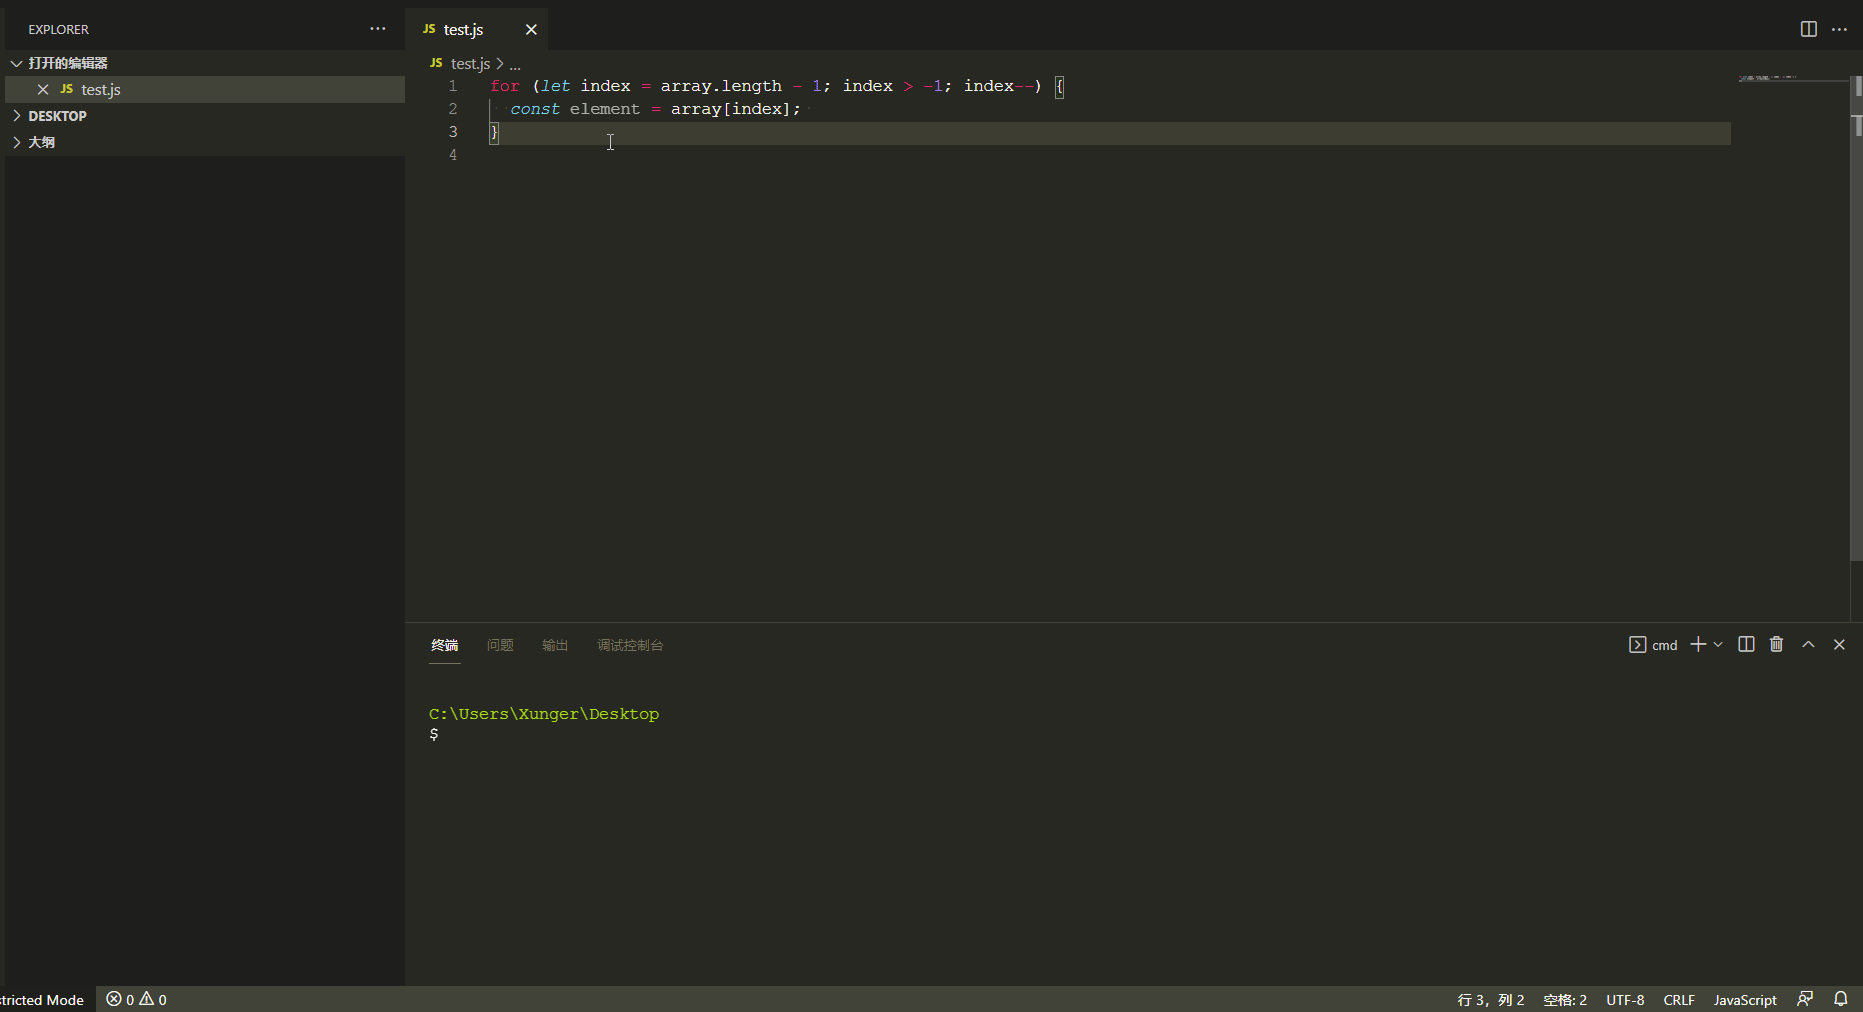 EXPLORER
打开的编辑器
JS test.js
DESKTOP
大纲
JS test.js
JS test.js > ...
1 for (let index = array.length - 1; index > -1; index--) {
2 const element = array[index];
3 }
4
终端 问题 输出 调试控制台
cmd
C:\Users\Xunger\Desktop
$
stricted Mode 0 0 行 3，列 2 空格: 2 UTF-8 CRLF JavaScript